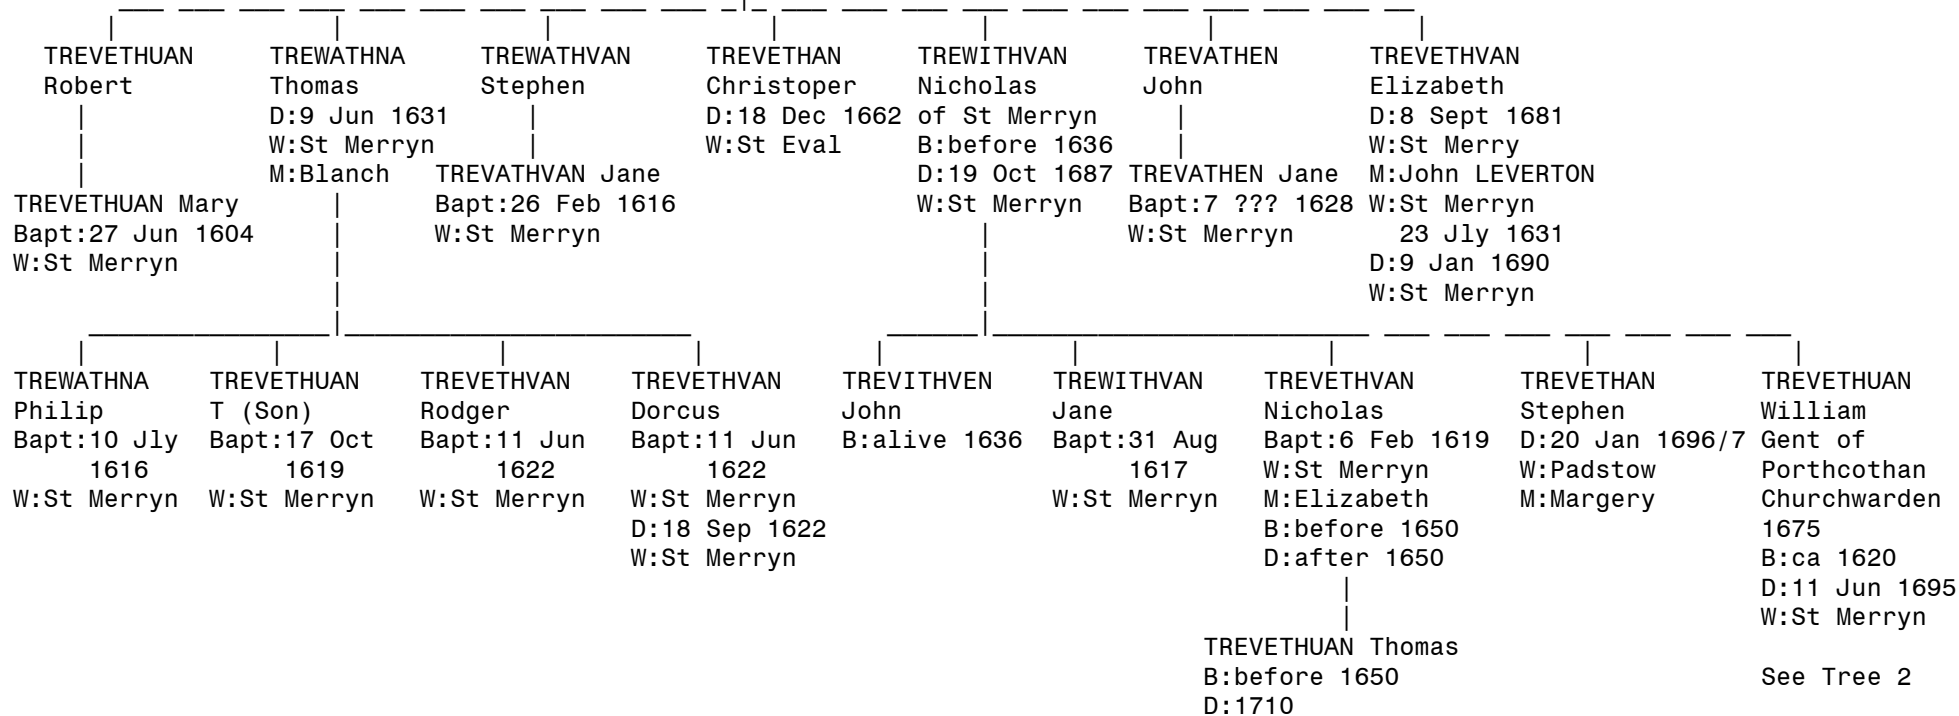 TREVETHUAN TREWATHNA TREWATHVAN TREVETHAN TREWITHVAN TREVATHEN TREVETHVAN
Robert Thomas Stephen Christoper Nicholas John Elizabeth
D:9 Jun 1631 D:18 Dec 1662 of St Merryn D:8 Sept 1681
W:St Merryn W:St Eval B:before 1636 W:St Merry
M:Blanch TREVATHVAN Jane D:19 Oct 1687 TREVATHEN Jane M:John LEVERTON
TREVETHUAN Mary Bapt:26 Feb 1616 W:St Merryn Bapt:7 ??? 1628 W:St Merryn
Bapt:27 Jun 1604 W:St Merryn W:St Merryn 23 Jly 1631
W:St Merryn D:9 Jan 1690
W:St Merryn
TREWATHNA TREVETHUAN TREVETHVAN TREVETHVAN TREVITHVEN TREWITHVAN TREVETHVAN TREVETHAN TREVETHUAN
Philip T (Son) Rodger Dorcus John Jane Nicholas Stephen William
Bapt:10 Jly Bapt:17 Oct Bapt:11 Jun Bapt:11 Jun B:alive 1636 Bapt:31 Aug Bapt:6 Feb 1619 D:20 Jan 1696/7 Gent of
1616 1619 1622 1622 1617 W:St Merryn W:Padstow Porthcothan
W:St Merryn W:St Merryn W:St Merryn W:St Merryn W:St Merryn M:Elizabeth M:Margery Churchwarden
D:18 Sep 1622 B:before 1650 1675
W:St Merryn D:after 1650 B:ca 1620
D:11 Jun 1695
W:St Merryn
TREVETHUAN Thomas
B:before 1650 See Tree 2
D:1710